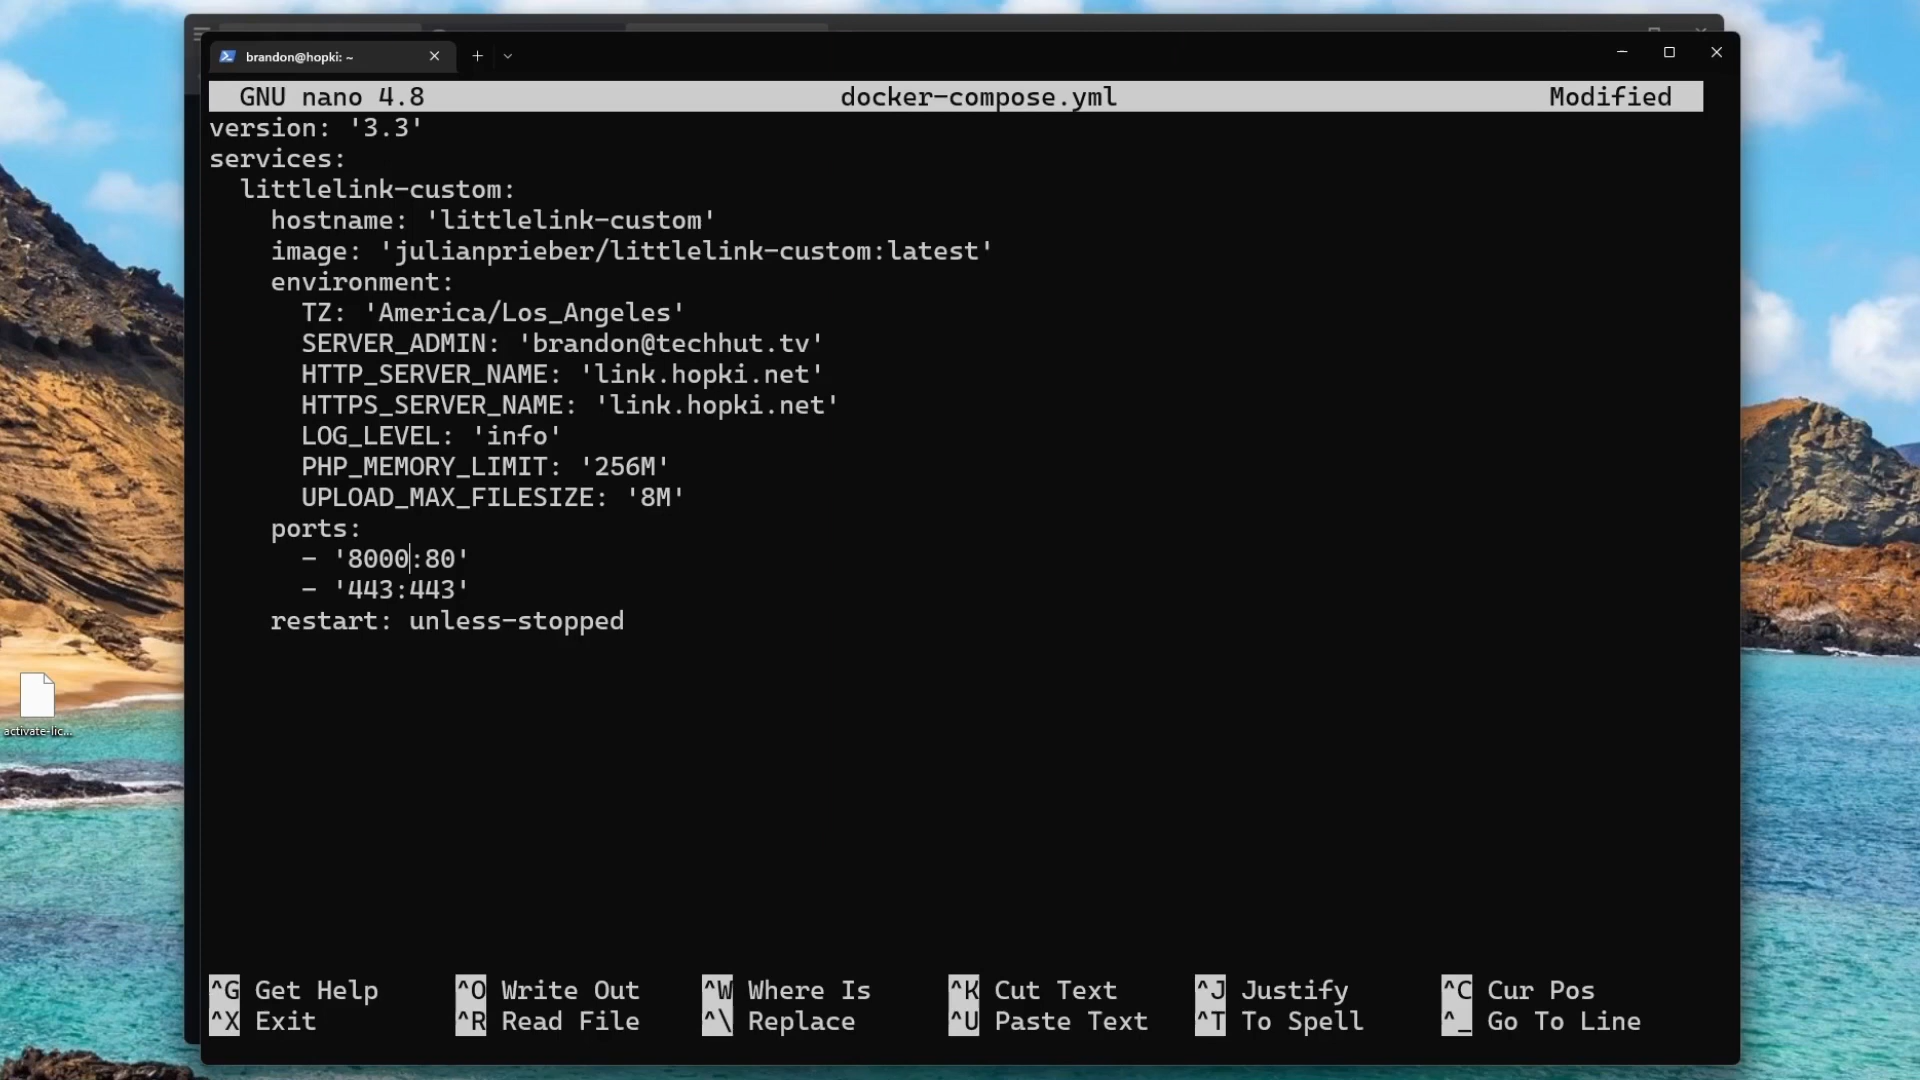 brandon@hopki: ~
GNU nano 4.8 docker-compose.yml Modified
version: '3.3'
services:
  littlelink-custom:
    hostname: 'littlelink-custom'
    image: 'julianprieber/littlelink-custom:latest'
    environment:
      TZ: 'America/Los_Angeles'
      SERVER_ADMIN: 'brandon@techhut.tv'
      HTTP_SERVER_NAME: 'link.hopki.net'
      HTTPS_SERVER_NAME: 'link.hopki.net'
      LOG_LEVEL: 'info'
      PHP_MEMORY_LIMIT: '256M'
      UPLOAD_MAX_FILESIZE: '8M'
    ports:
      - '8000:80'
      - '443:443'
    restart: unless-stopped
activate-lic...
^G Get Help ^O Write Out ^W Where Is ^K Cut Text ^J Justify ^C Cur Pos
^X Exit ^R Read File ^\ Replace ^U Paste Text ^T To Spell ^_ Go To Line